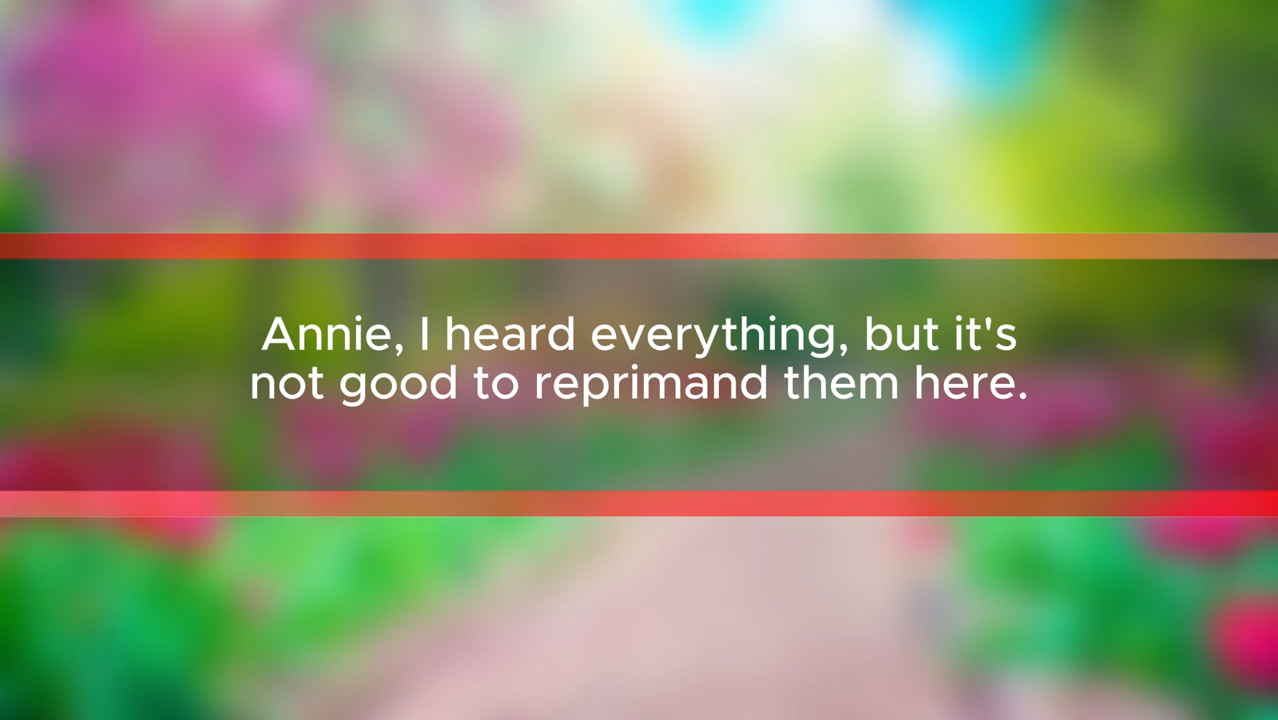 Annie, I heard everything, but it's
not good to reprimand them here.